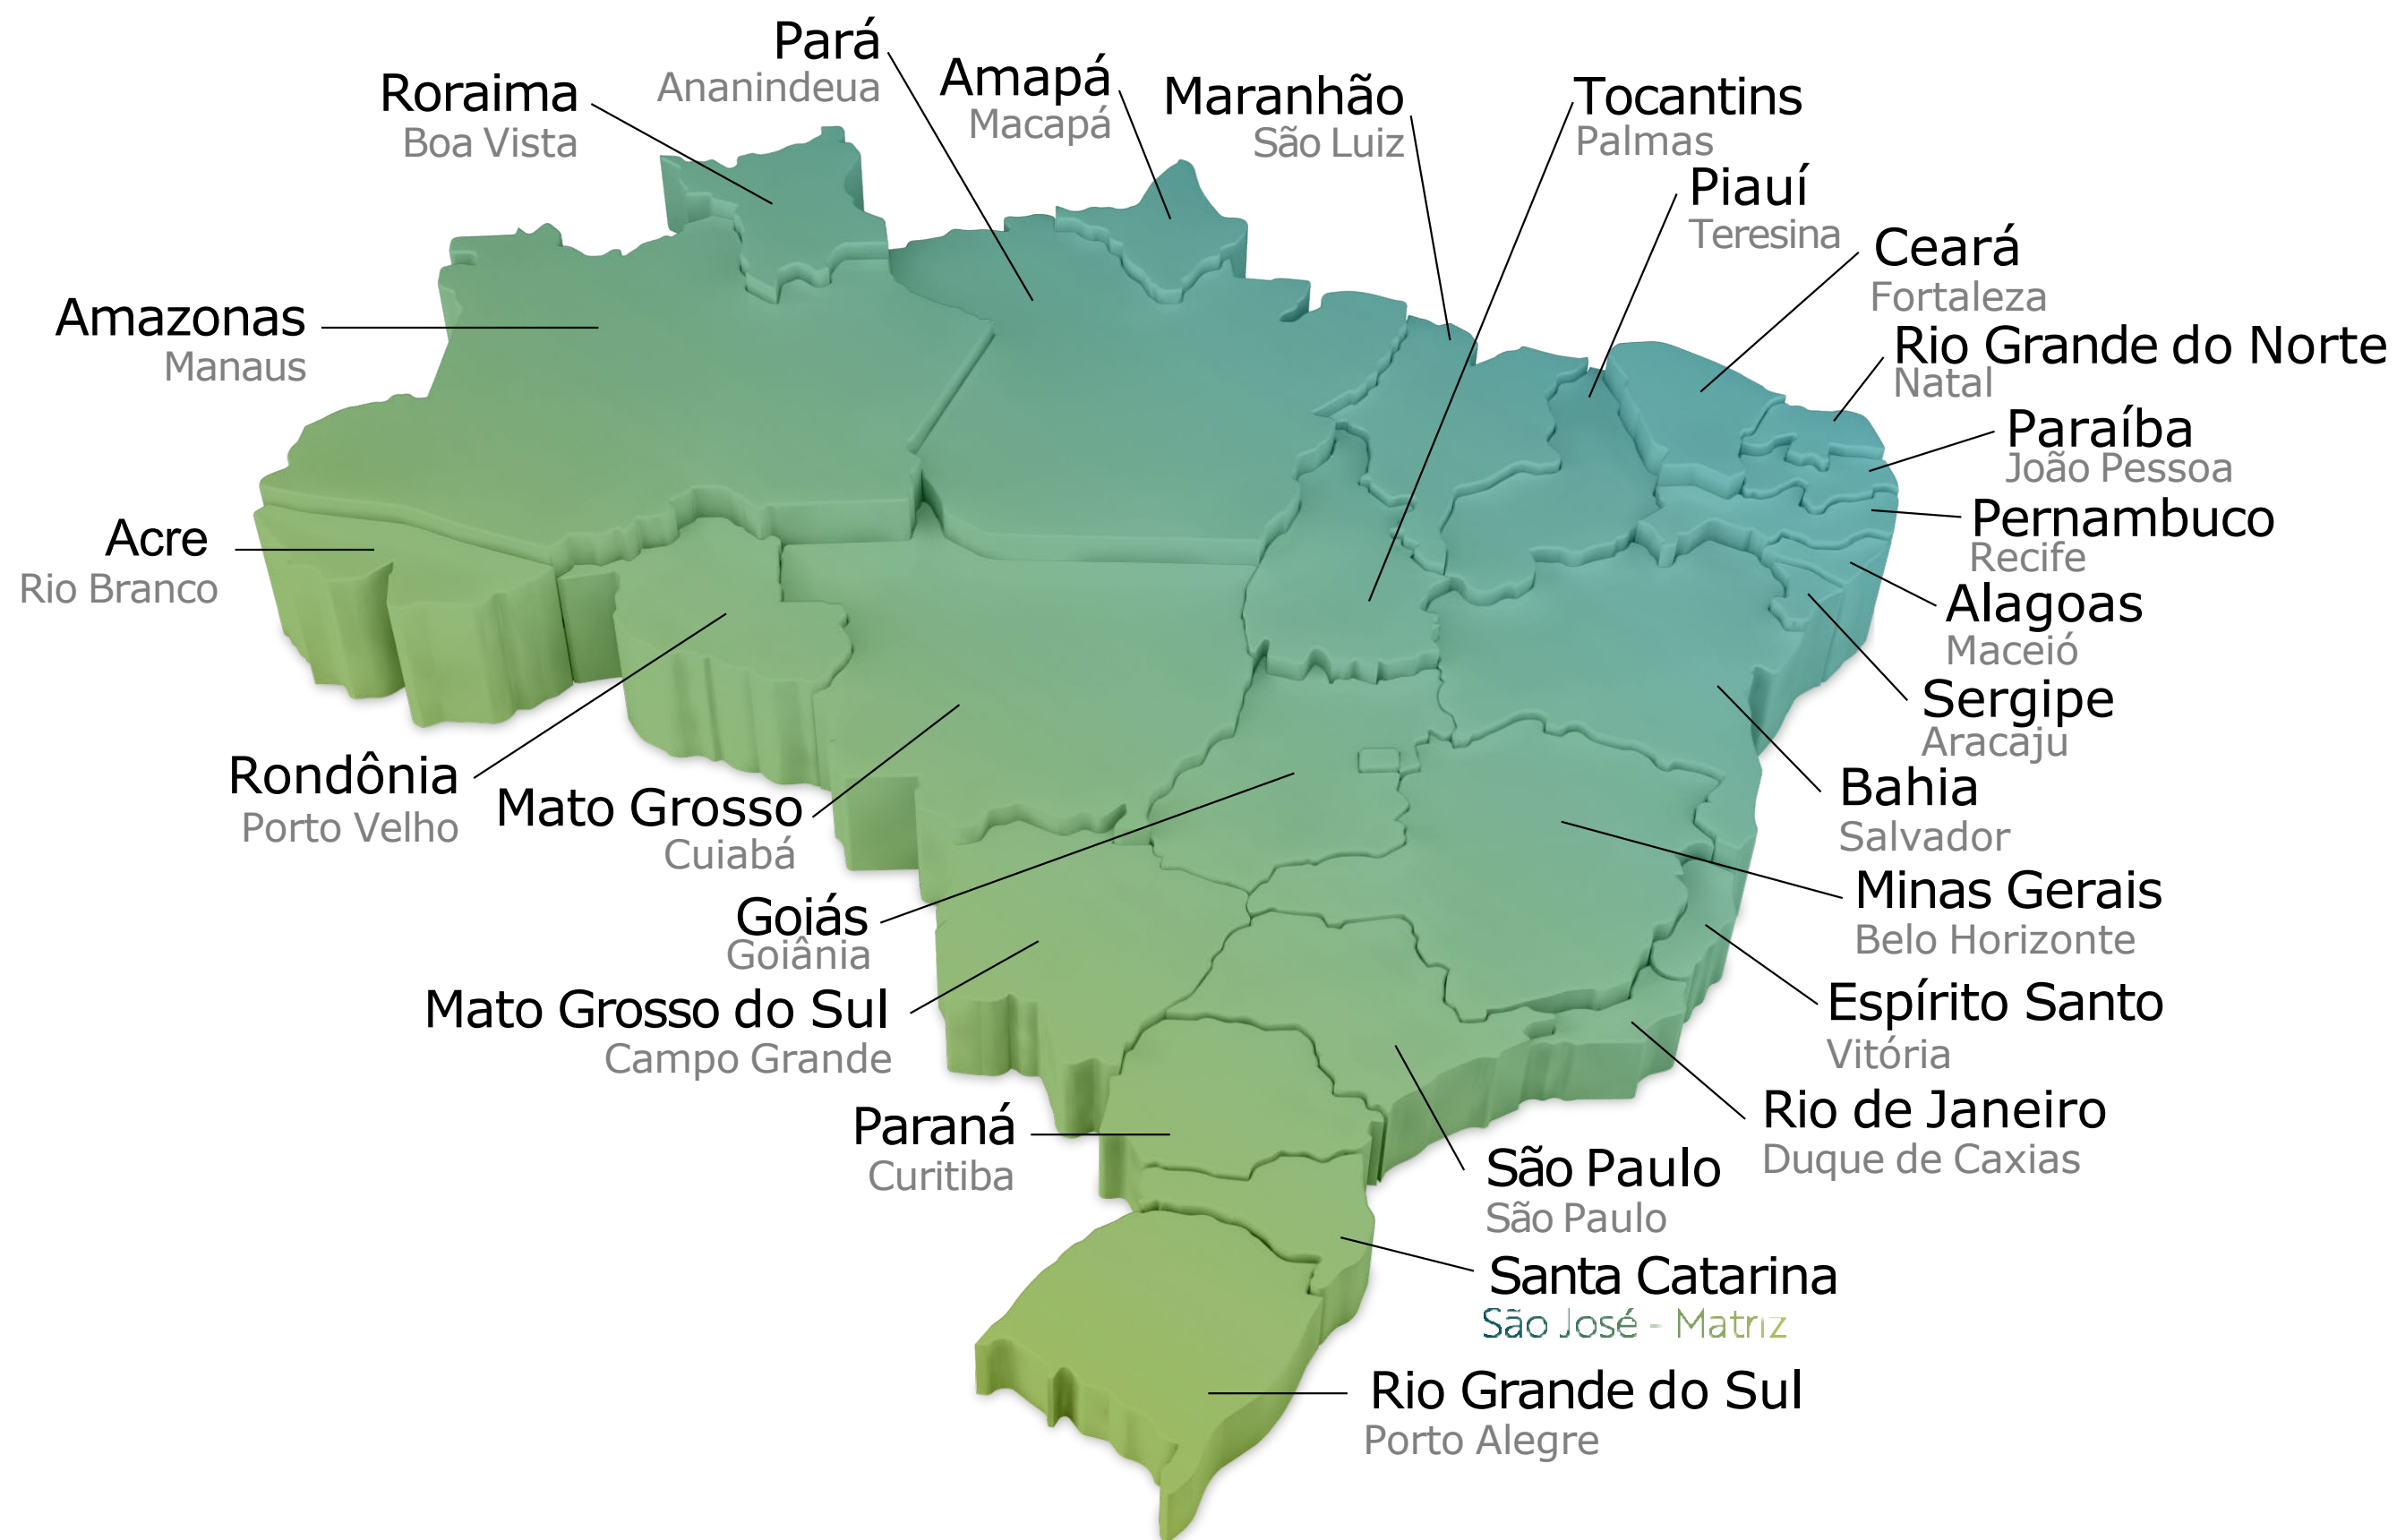 Pará
Ananindeua
Roraima
Boa Vista
Amapá
Macapá
Maranhão
São Luiz
Tocantins
Palmas
Piauí
Teresina
Ceará
Fortaleza
Rio Grande do Norte
Natal
Paraíba
João Pessoa
Pernambuco
Recife
Alagoas
Maceió
Sergipe
Aracaju
Bahia
Salvador
Minas Gerais
Belo Horizonte
Espírito Santo
Vitória
Rio de Janeiro
Duque de Caxias
São Paulo
São Paulo
Santa Catarina
São José - Matriz
Rio Grande do Sul
Porto Alegre
Amazonas
Manaus
Acre
Rio Branco
Rondônia
Porto Velho
Mato Grosso
Cuiabá
Goiás
Goiânia
Mato Grosso do Sul
Campo Grande
Paraná
Curitiba